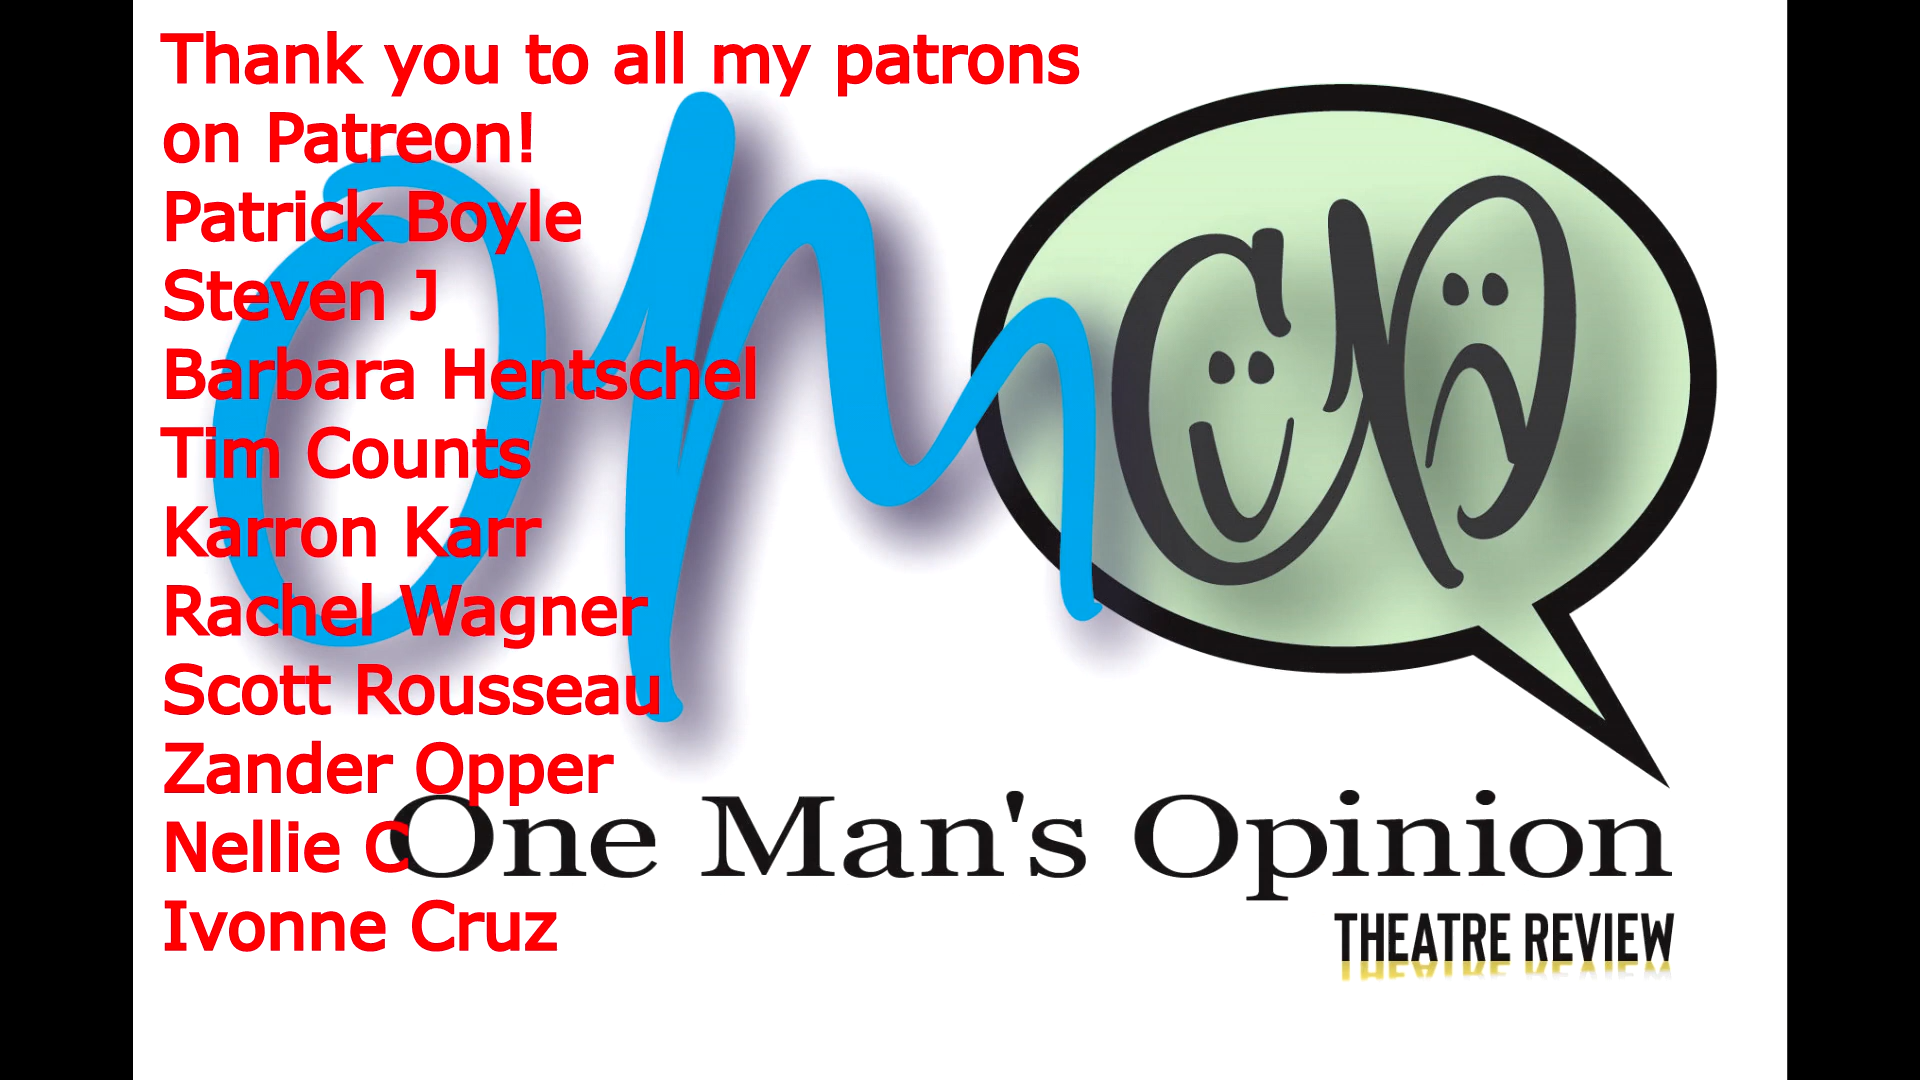 Thank you to all my patrons
on Patreon!
Patrick Boyle
Steven J
Barbara Hentschel
Tim Counts
Karron Karr
Rachel Wagner
Scott Rousseau
Zander Opper
Nellie C
Ivonne Cruz
OM
One Man's Opinion
THEATRE REVIEW